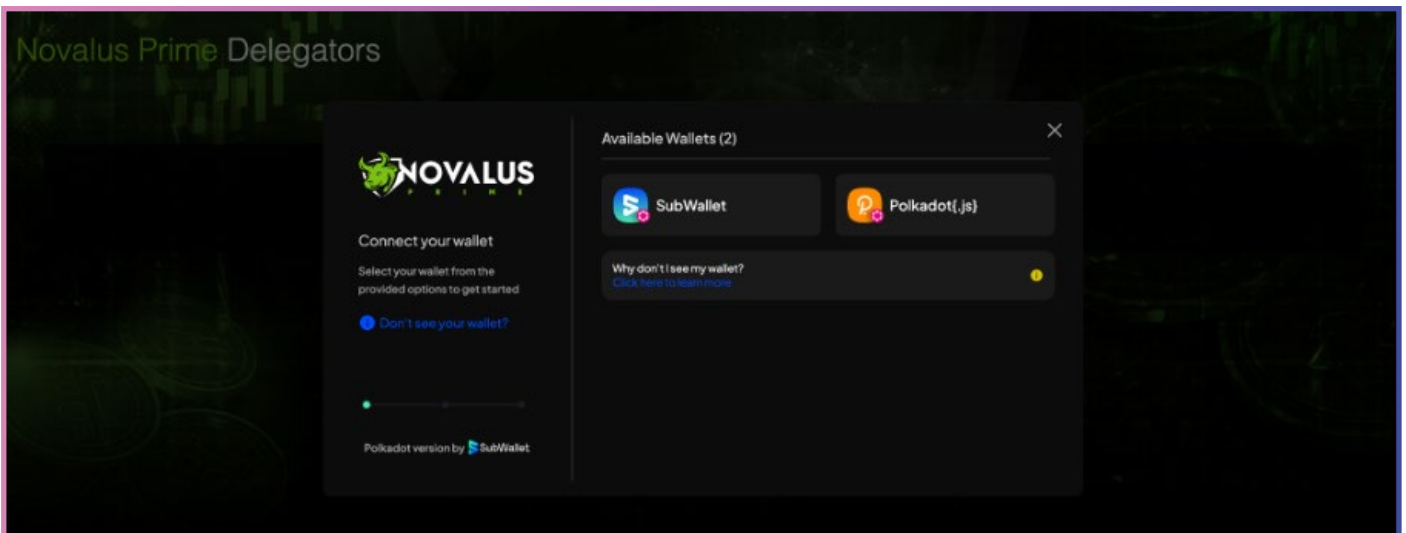 Novalus Prime Delegators
NOVALUS
PRIME
Connect your wallet
Select your wallet from the
provided options to get started
Don't see your wallet?
Polkadot version by SubWallet
Available Wallets (2)
SubWallet
Polkadot{.js}
Why don't I see my wallet?
Click here to learn more